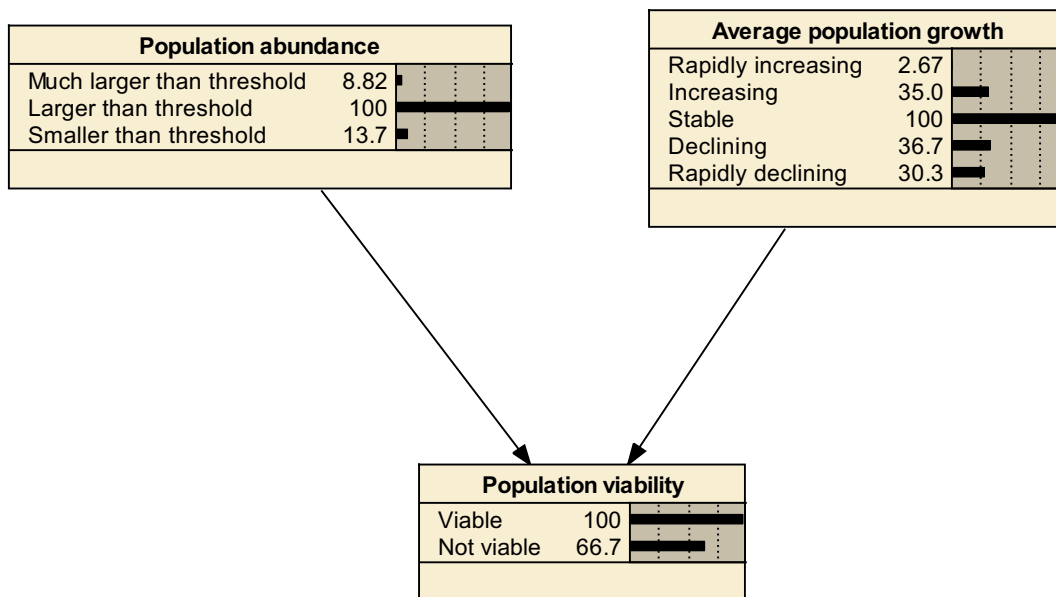 Population abundance
Much larger than threshold 8.82
Larger than threshold 100
Smaller than threshold 13.7
Average population growth
Rapidly increasing 2.67
Increasing 35.0
Stable 100
Declining 36.7
Rapidly declining 30.3
Population viability
Viable 100
Not viable 66.7